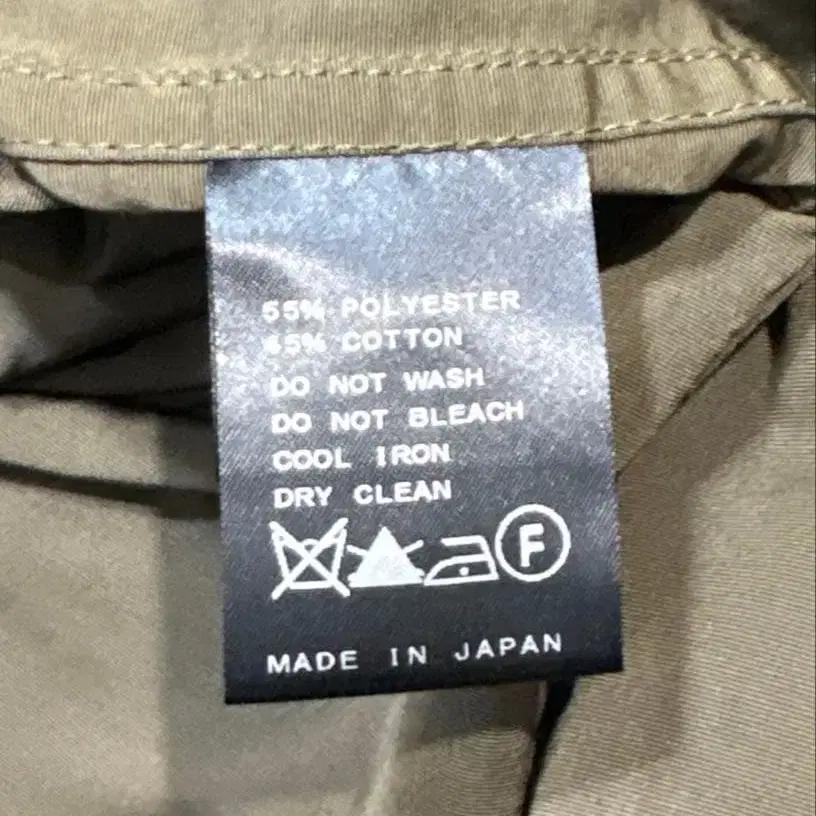 55% POLYESTER
45% COTTON
DO NOT WASH
DO NOT BLEACH
COOL IRON
DRY CLEAN
F
MADE IN JAPAN